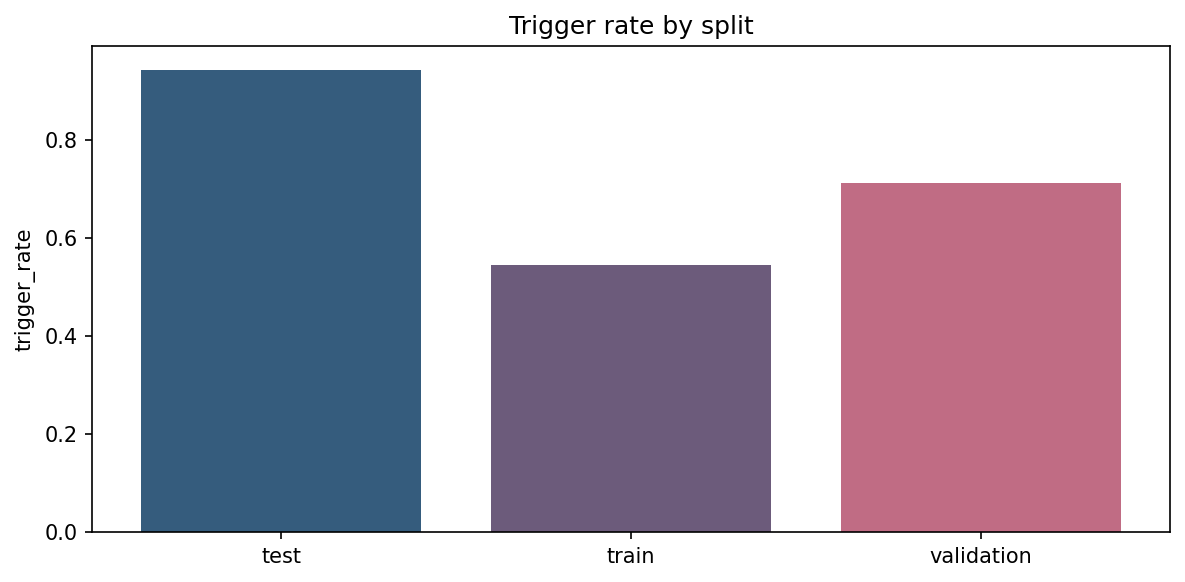 Trigger rate by split
trigger_rate
0.8
0.6
0.4
0.2
0.0
test
train
validation